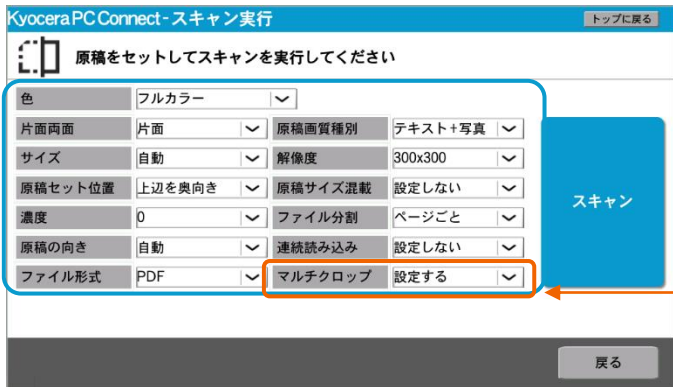 Kyocera PC Connect-スキャン実行 トップに戻る
原稿をセットしてスキャンを実行してください
色 フルカラー
片面両面 片面 原稿画質種別 テキスト+写真
サイズ 自動 解像度 300x300
原稿セット位置 上辺を奥向き 原稿サイズ混載 設定しない
スキャン
濃度 0 ファイル分割 ページごと
原稿の向き 自動 連続読み込み 設定しない
ファイル形式 PDF マルチクロップ 設定する
戻る